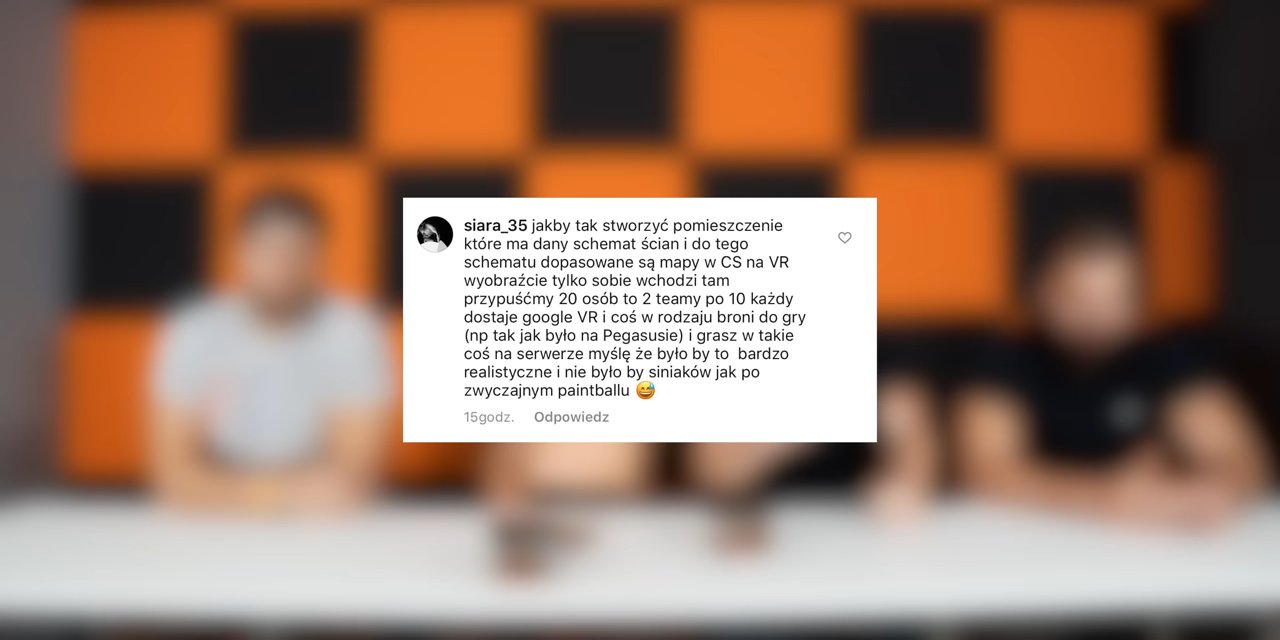 siara_35 jakby tak stworzyć pomieszczenie
które ma dany schemat ścian i do tego
schematu dopasowane są mapy w CS na VR
wyobraźcie tylko sobie wchodzi tam
przypuśćmy 20 osób to 2 teamy po 10 każdy
dostaje google VR i coś w rodzaju broni do gry
(np tak jak było na Pegasusie) i grasz w takie
coś na serwerze myślę że było by to  bardzo
realistyczne i nie było by siniaków jak po
zwyczajnym paintballu 😅
15godz. Odpowiedz